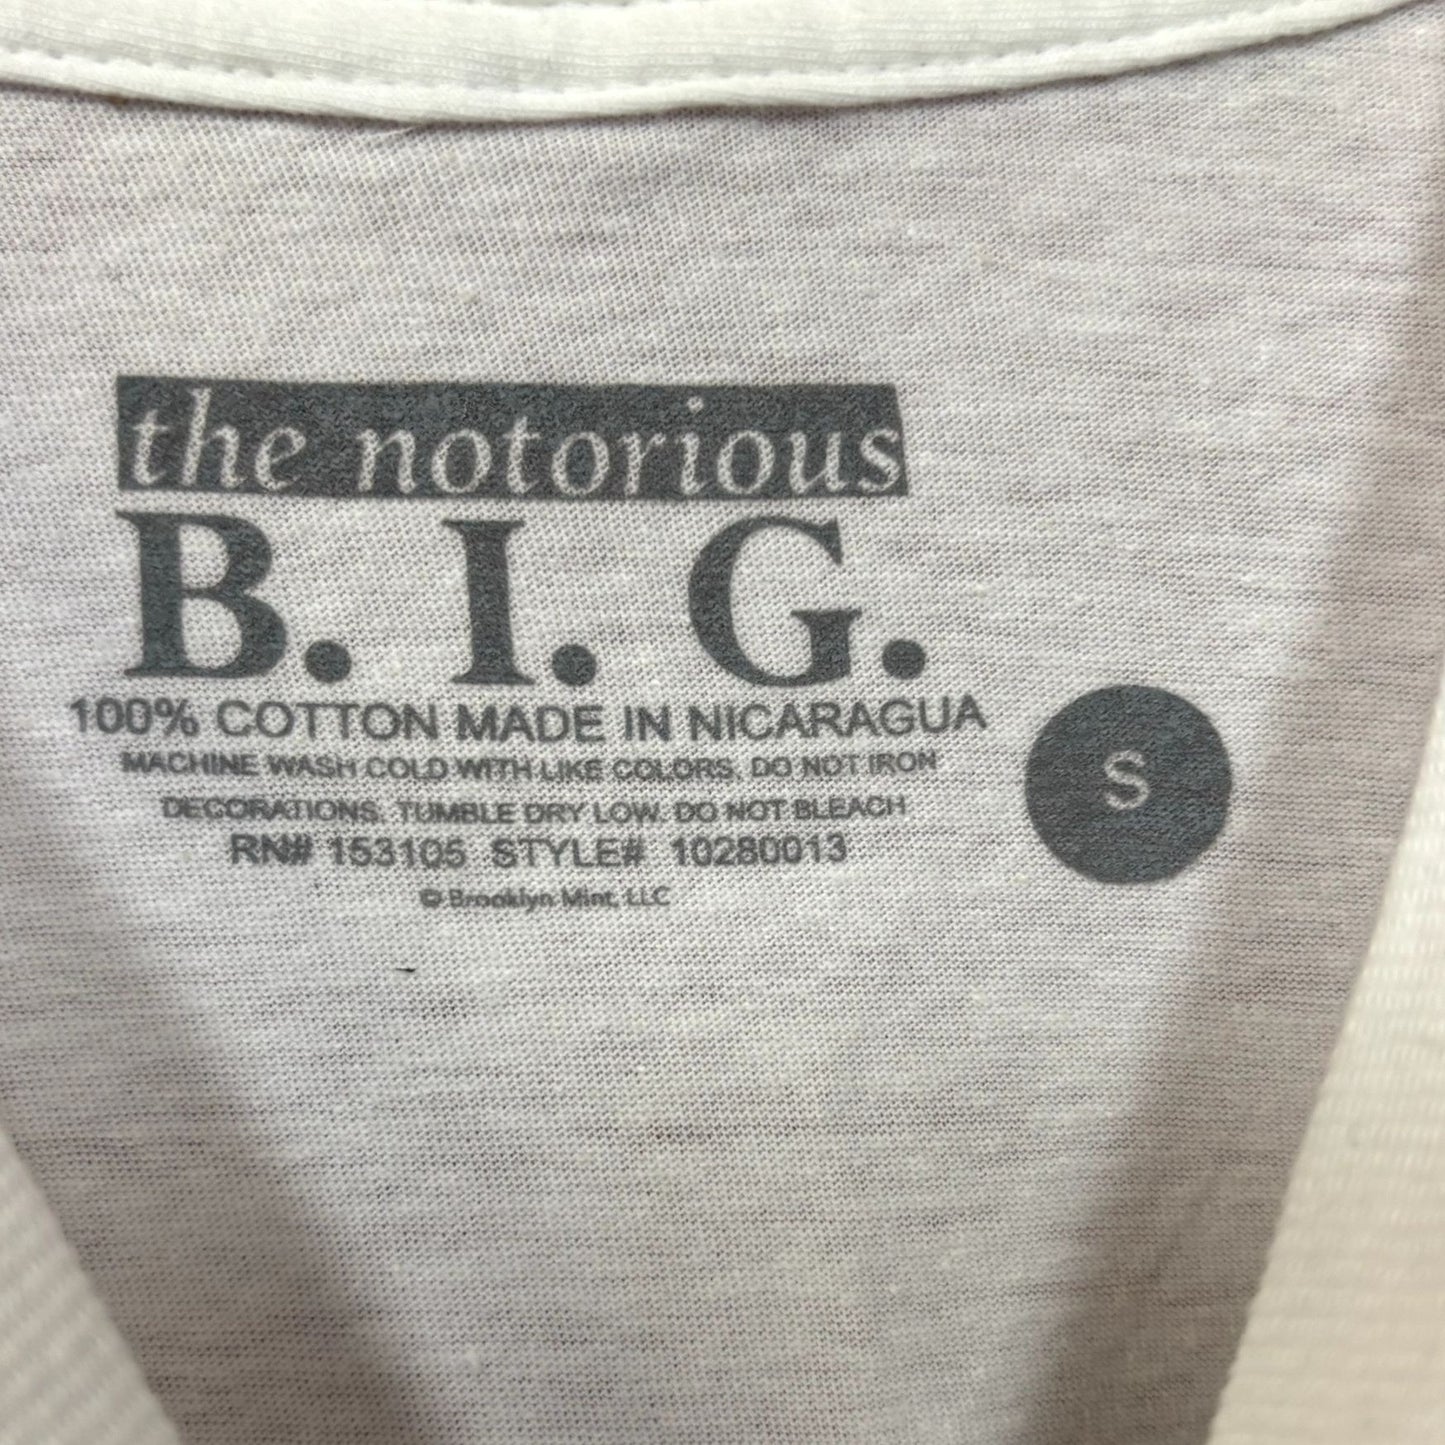 the notorious
B. I. G.
100% COTTON MADE IN NICARAGUA
MACHINE WASH COLD WITH LIKE COLORS. DO NOT IRON
DECORATIONS. TUMBLE DRY LOW. DO NOT BLEACH
RN# 153105 STYLE# 10280013
© Brooklyn Mint, LLC
S